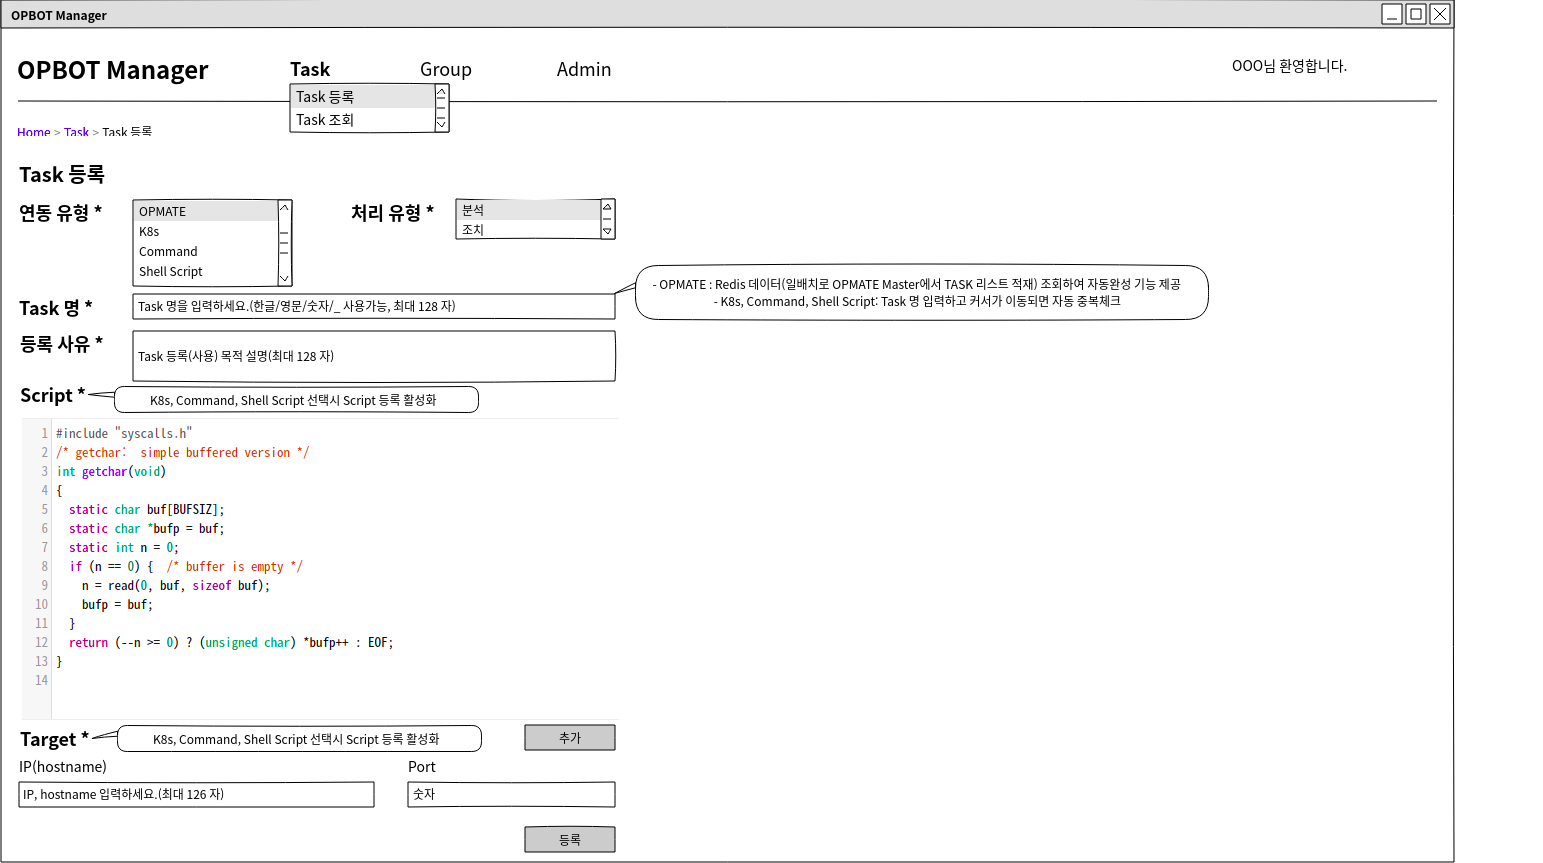 OPBOT Manager
OPBOT Manager
Task
Group
Admin
OOO님 환영합니다.
Task 등록
Task 조회
Home > Task > Task 등록
Task 등록
연동 유형 *
OPMATE
K8s
Command
Shell Script
처리 유형 *
분석
조치
- OPMATE : Redis 데이터(일배치로 OPMATE Master에서 TASK 리스트 적재) 조회하여 자동완성 기능 제공
- K8s, Command, Shell Script: Task 명 입력하고 커서가 이동되면 자동 중복체크
Task 명 *
Task 명을 입력하세요.(한글/영문/숫자/_ 사용가능, 최대 128 자)
등록 사유 *
Task 등록(사용) 목적 설명(최대 128 자)
Script *
K8s, Command, Shell Script 선택시 Script 등록 활성화
1 #include "syscalls.h"
2 /* getchar:  simple buffered version */
3 int getchar(void)
4 {
5   static char buf[BUFSIZ];
6   static char *bufp = buf;
7   static int n = 0;
8   if (n == 0) {  /* buffer is empty */
9     n = read(0, buf, sizeof buf);
10     bufp = buf;
11   }
12   return (--n >= 0) ? (unsigned char) *bufp++ : EOF;
13 }
14
Target *
K8s, Command, Shell Script 선택시 Script 등록 활성화
추가
IP(hostname)
Port
IP, hostname 입력하세요.(최대 126 자)
숫자
등록